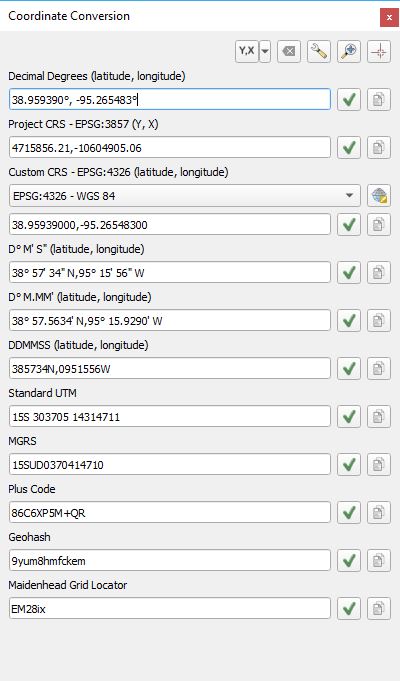 Coordinate Conversion
x
Y,X
Decimal Degrees (latitude, longitude)
38.959390°, -95.265483°
Project CRS - EPSG:3857 (Y, X)
4715856.21,-10604905.06
Custom CRS - EPSG:4326 (latitude, longitude)
EPSG:4326 - WGS 84
38.95939000,-95.26548300
D° M' S" (latitude, longitude)
38° 57' 34" N,95° 15' 56" W
D° M.MM' (latitude, longitude)
38° 57.5634' N,95° 15.9290' W
DDMMSS (latitude, longitude)
385734N,0951556W
Standard UTM
15S 303705 14314711
MGRS
15SUD0370414710
Plus Code
86C6XP5M+QR
Geohash
9yum8hmfckem
Maidenhead Grid Locator
EM28ix